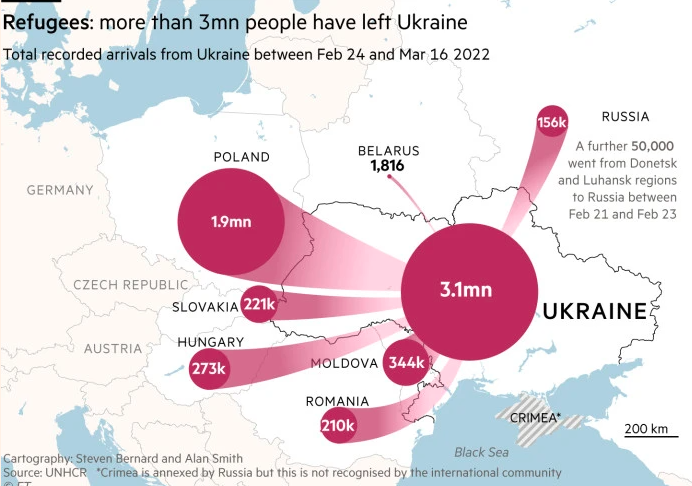 Refugees: more than 3mn people have left Ukraine
Total recorded arrivals from Ukraine between Feb 24 and Mar 16 2022
RUSSIA
156k
A further 50,000
went from Donetsk
and Luhansk regions
to Russia between
Feb 21 and Feb 23
BELARUS
1,816
POLAND
1.9mn
GERMANY
3.1mn
UKRAINE
CZECH REPUBLIC
SLOVAKIA
221k
HUNGARY
273k
AUSTRIA
MOLDOVA
344k
ROMANIA
210k
CRIMEA*
200 km
Black Sea
Cartography: Steven Bernard and Alan Smith
Source: UNHCR *Crimea is annexed by Russia but this is not recognised by the international community
© FT